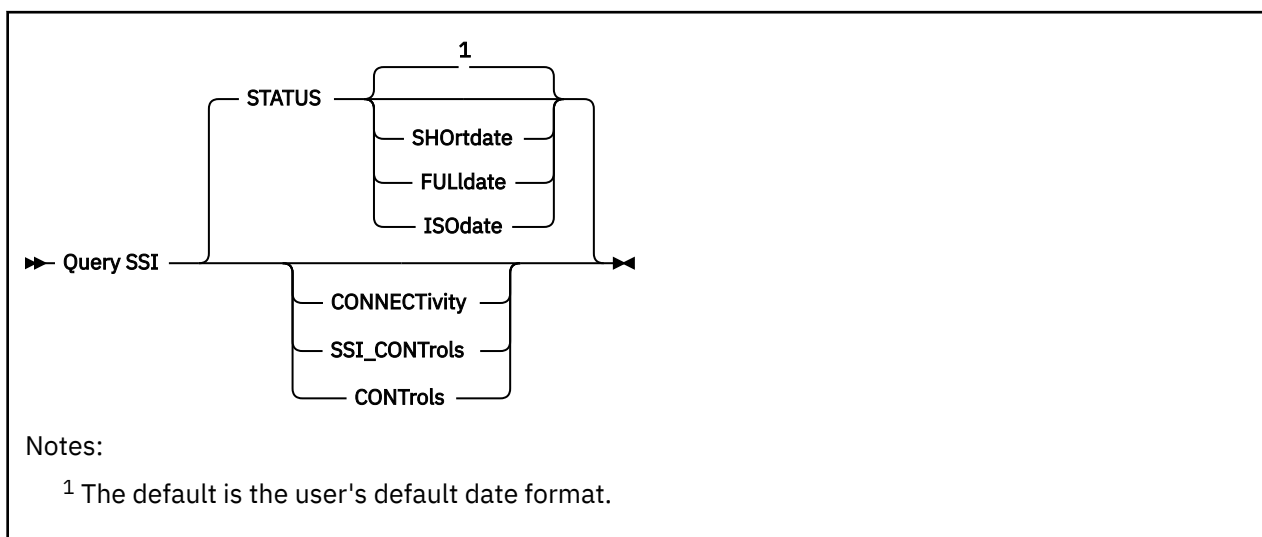 1
STATUS
SHOrtdate
FULldate
ISOdate
Query SSI
CONNECTivity
SSI_CONTrols
CONTrols
Notes:
1 The default is the user's default date format.